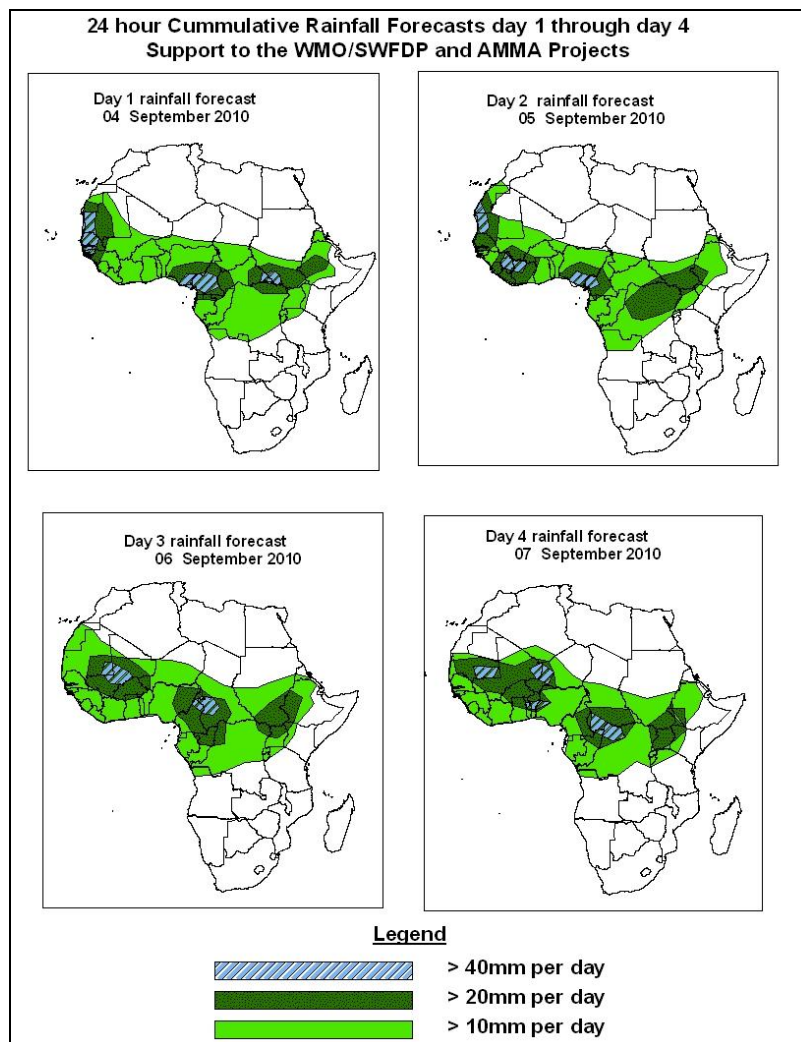 24 hour Cummulative Rainfall Forecasts day 1 through day 4
Support to the WMO/SWFDP and AMMA Projects
Day 1 rainfall forecast
04 September 2010
Day 2 rainfall forecast
05 September 2010
Day 3 rainfall forecast
06 September 2010
Day 4 rainfall forecast
07 September 2010
Legend
> 40mm per day
> 20mm per day
> 10mm per day